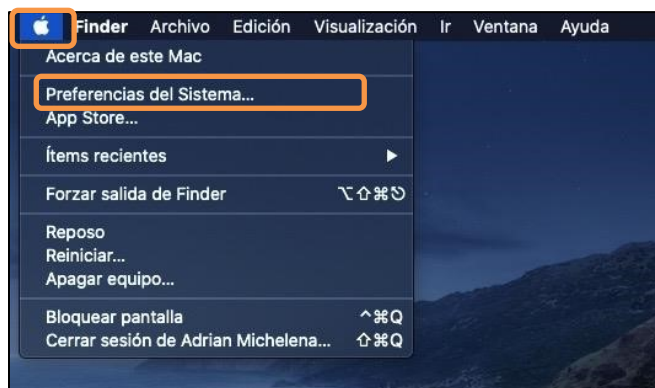 Finder Archivo Edición Visualización Ir Ventana Ayuda
Acerca de este Mac
Preferencias del Sistema...
App Store...
Ítems recientes ▶
Forzar salida de Finder ⌥⇧⌘⎋
Reposo
Reiniciar...
Apagar equipo...
Bloquear pantalla ^⌘Q
Cerrar sesión de Adrian Michelena... ⇧⌘Q